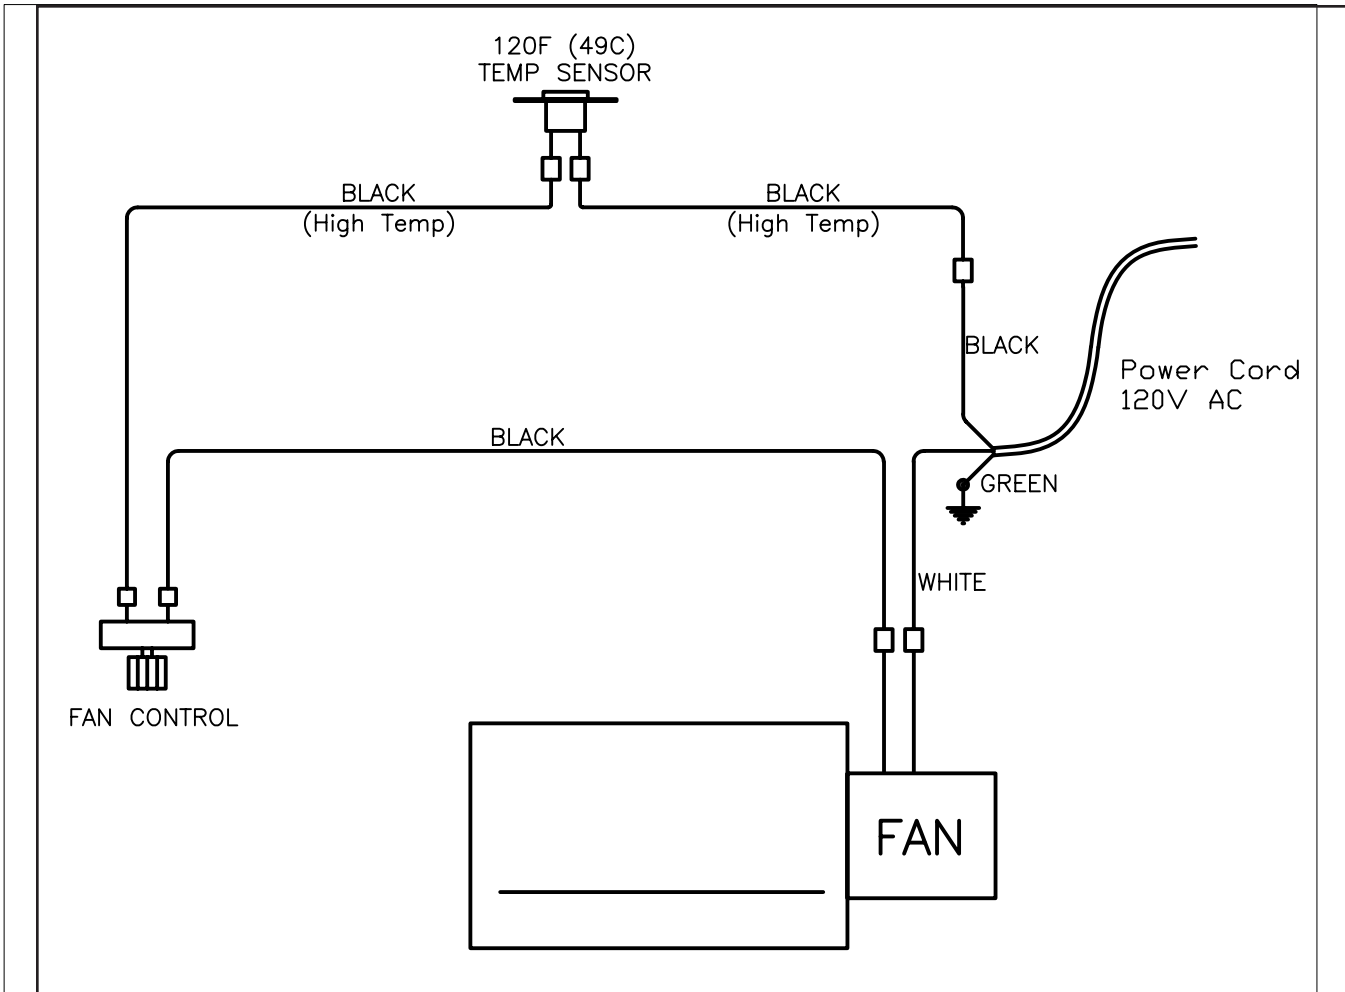 120F (49C)
TEMP SENSOR
BLACK
(High Temp)
BLACK
(High Temp)
BLACK
Power Cord
120V AC
BLACK
GREEN
WHITE
FAN CONTROL
FAN